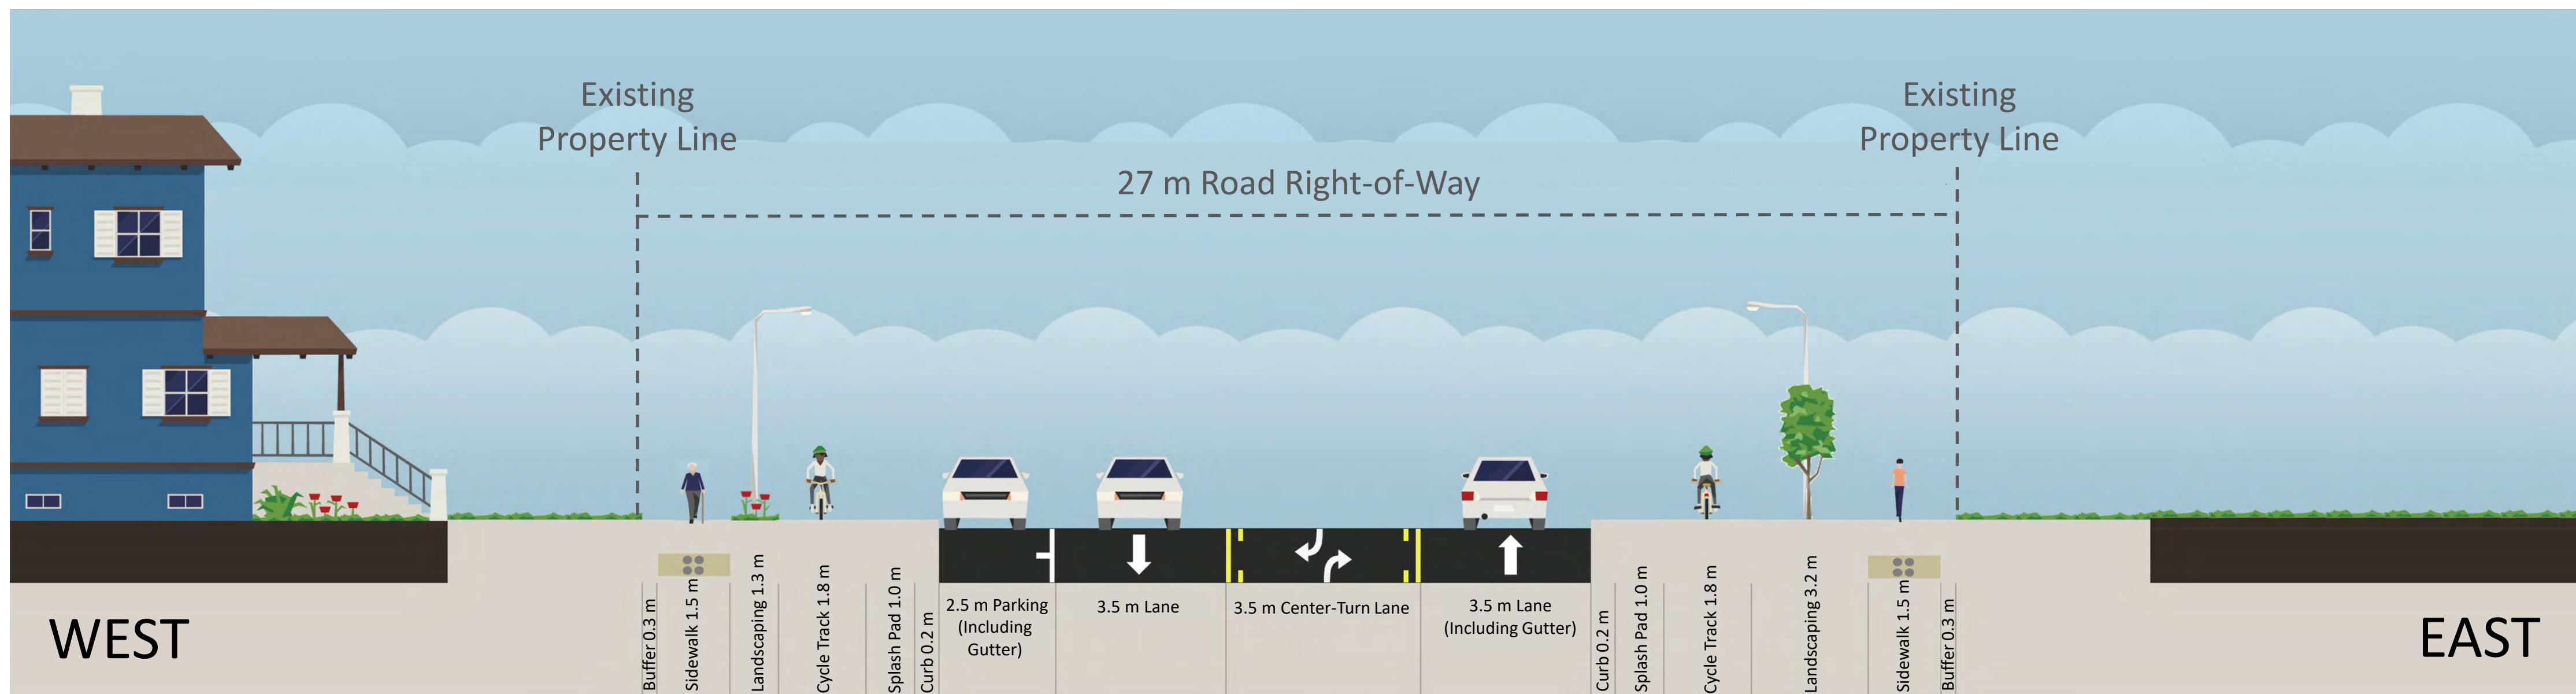 Existing
Property Line
Existing
Property Line
27 m Road Right-of-Way
WEST
Buffer 0.3 m
Sidewalk 1.5 m
Landscaping 1.3 m
Cycle Track 1.8 m
Splash Pad 1.0 m
Curb 0.2 m
2.5 m Parking
(Including
Gutter)
3.5 m Lane
3.5 m Center-Turn Lane
3.5 m Lane
(Including Gutter)
Curb 0.2 m
Splash Pad 1.0 m
Cycle Track 1.8 m
Landscaping 3.2 m
Sidewalk 1.5 m
Buffer 0.3 m
EAST